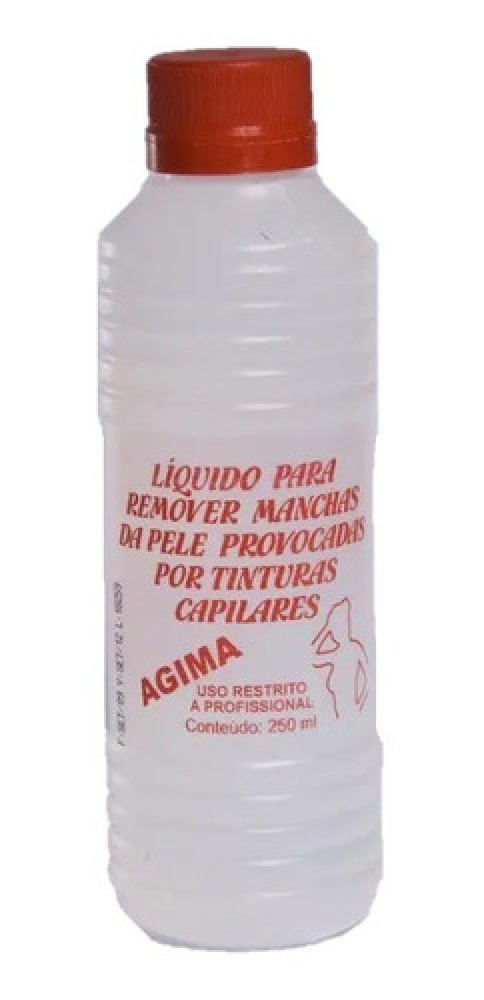 LÍQUIDO PARA
REMOVER MANCHAS
DA PELE PROVOCADAS
POR TINTURAS
CAPILARES
AGIMA
USO RESTRITO
A PROFISSIONAL
Conteúdo: 250 ml